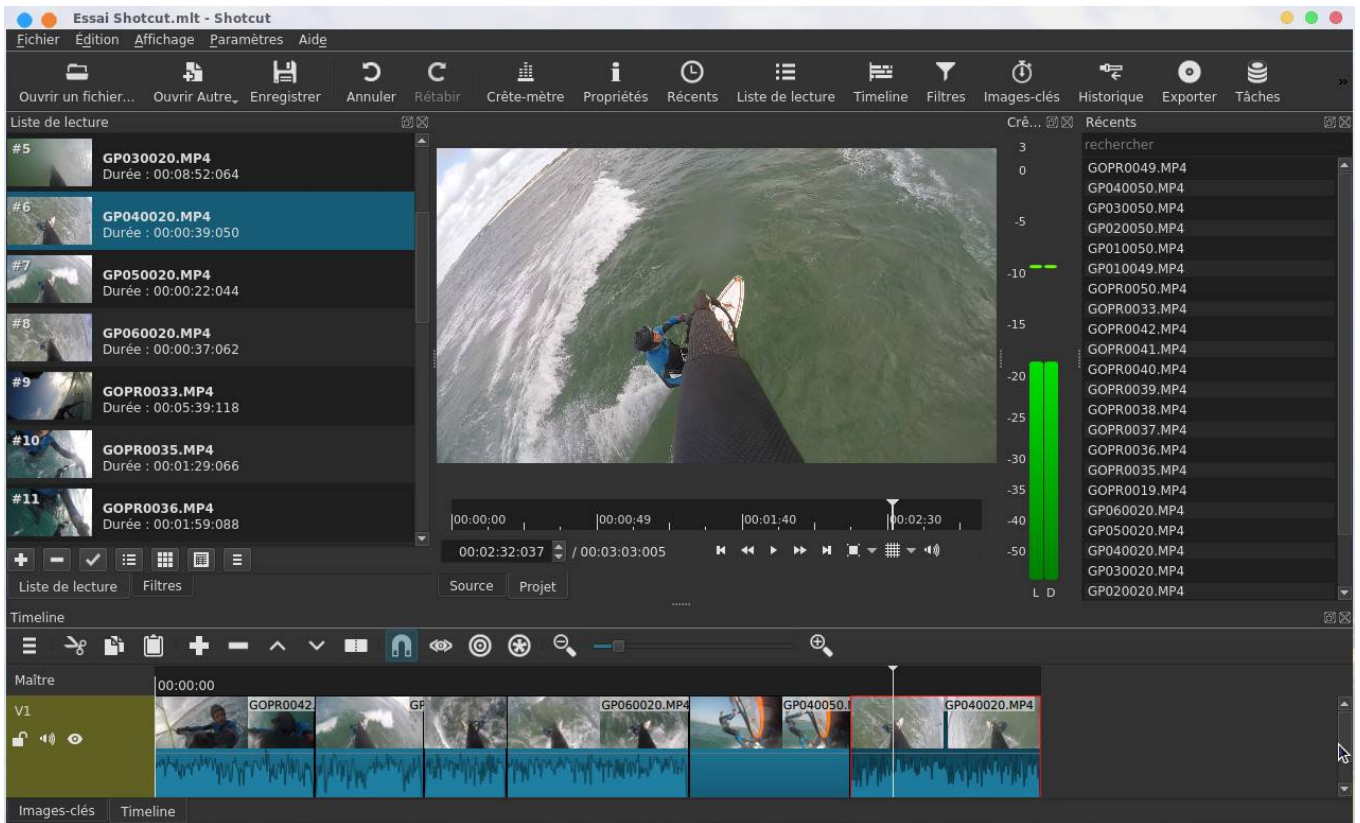 Essai Shotcut.mlt - Shotcut
Fichier Édition Affichage Paramètres Aide
Ouvrir un fichier... Ouvrir Autre Enregistrer Annuler Rétabir Crête-mètre Propriétés Récents Liste de lecture Timeline Filtres Images-clés Historique Exporter Tâches »
Liste de lecture
#5
GP030020.MP4
Durée : 00:08:52:064
#6
GP040020.MP4
Durée : 00:00:39:050
#7
GP050020.MP4
Durée : 00:00:22:044
#8
GP060020.MP4
Durée : 00:00:37:062
#9
GOPR0033.MP4
Durée : 00:05:39:118
#10
GOPR0035.MP4
Durée : 00:01:29:066
#11
GOPR0036.MP4
Durée : 00:01:59:088
Liste de lecture Filtres
00:00:00 00:00:49 00:01:40 00:02:30
00:02:32:037 / 00:03:03:005
Source Projet
Crê...
3
0
-5
-10
-15
-20
-25
-30
-35
-40
-50
L D
Récents
rechercher
GOPR0049.MP4
GP040050.MP4
GP030050.MP4
GP020050.MP4
GP010050.MP4
GP010049.MP4
GOPR0050.MP4
GOPR0033.MP4
GOPR0042.MP4
GOPR0041.MP4
GOPR0040.MP4
GOPR0039.MP4
GOPR0038.MP4
GOPR0037.MP4
GOPR0036.MP4
GOPR0035.MP4
GOPR0019.MP4
GP060020.MP4
GP050020.MP4
GP040020.MP4
GP030020.MP4
GP020020.MP4
Timeline
Maître 00:00:00
V1
GOPR0042. GP GP060020.MP4 GP040050.M GP040020.MP4
Images-clés Timeline